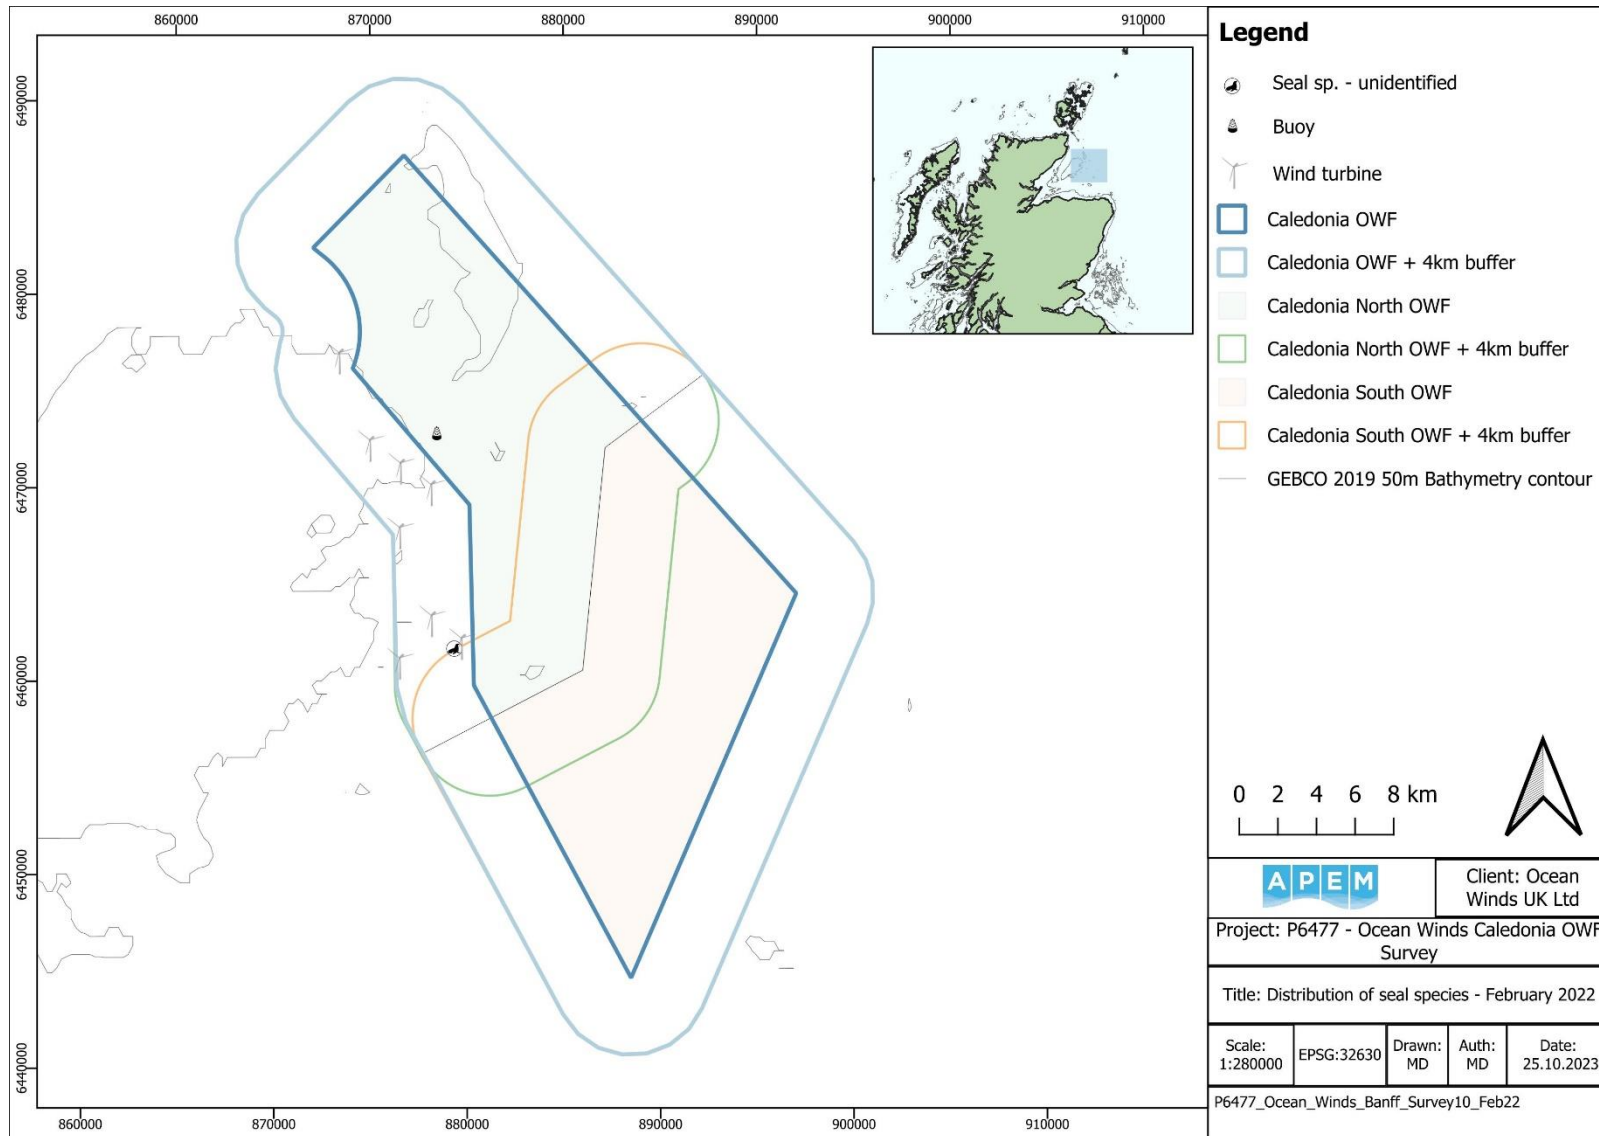 860000 870000 880000 890000 900000 910000
6490000
6480000
6470000
6460000
6450000
6440000
860000 870000 880000 890000 900000 910000
Legend
Seal sp. - unidentified
Buoy
Wind turbine
Caledonia OWF
Caledonia OWF + 4km buffer
Caledonia North OWF
Caledonia North OWF + 4km buffer
Caledonia South OWF
Caledonia South OWF + 4km buffer
GEBCO 2019 50m Bathymetry contour
0 2 4 6 8 km
APEM
Client: Ocean
Winds UK Ltd
Project: P6477 - Ocean Winds Caledonia OWF
Survey
Title: Distribution of seal species - February 2022
Scale:
1:280000
EPSG:32630
Drawn:
MD
Auth:
MD
Date:
25.10.2023
P6477_Ocean_Winds_Banff_Survey10_Feb22